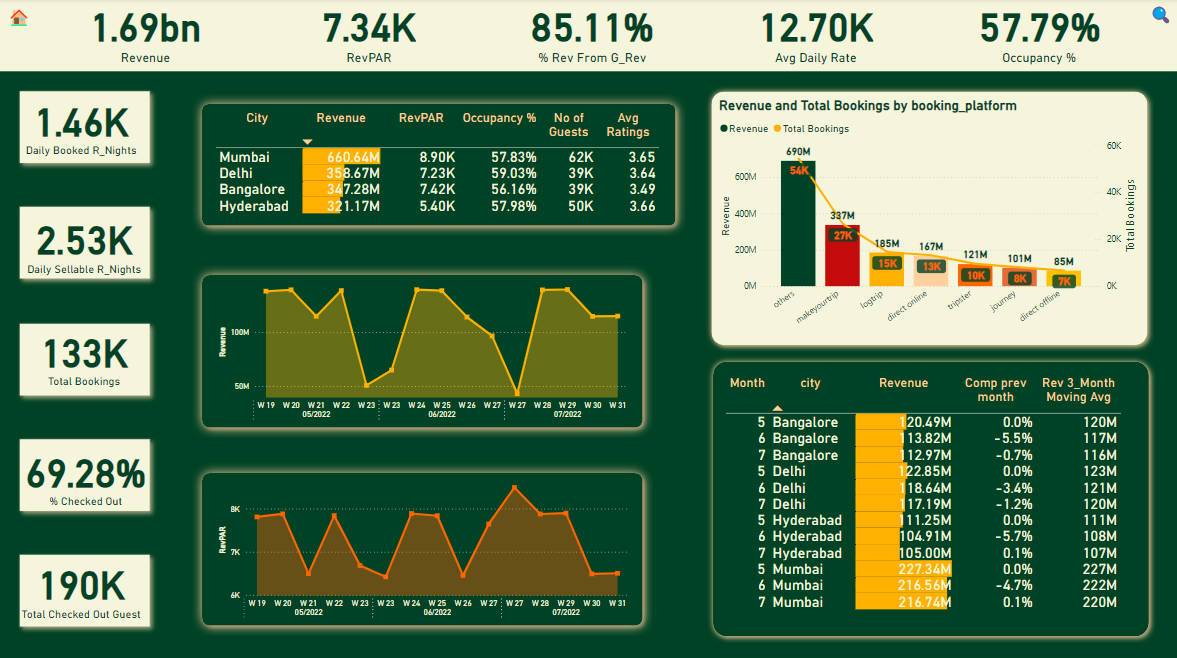 1.69bn
Revenue
7.34K
RevPAR
85.11%
% Rev From G_Rev
12.70K
Avg Daily Rate
57.79%
Occupancy %
1.46K
Daily Booked R_Nights
2.53K
Daily Sellable R_Nights
133K
Total Bookings
69.28%
% Checked Out
190K
Total Checked Out Guest
City Revenue RevPAR Occupancy % No of Guests Avg Ratings
Mumbai 660.64M 8.90K 57.83% 62K 3.65
Delhi 358.67M 7.23K 59.03% 39K 3.64
Bangalore 347.28M 7.42K 56.16% 39K 3.49
Hyderabad 321.17M 5.40K 57.98% 50K 3.66
Revenue
100M
50M
W 19 W 20 W 21 W 22 W 23 W 23 W 24 W 25 W 26 W 27 W 27 W 28 W 29 W 30 W 31
05/2022 06/2022 07/2022
RevPAR
8K
7K
6K
W 19 W 20 W 21 W 22 W 23 W 23 W 24 W 25 W 26 W 27 W 27 W 28 W 29 W 30 W 31
05/2022 06/2022 07/2022
Revenue and Total Bookings by booking_platform
Revenue Total Bookings
Revenue
600M
400M
200M
0M
690M 337M 185M 167M 121M 101M 85M
54K 27K 15K 13K 10K 8K 7K
60K
40K
20K
0K
Total Bookings
others makeyourtrip logtrip direct online tripster journey direct offline
Month city Revenue Comp prev month Rev 3_Month Moving Avg
5 Bangalore 120.49M 0.0% 120M
6 Bangalore 113.82M -5.5% 117M
7 Bangalore 112.97M -0.7% 116M
5 Delhi 122.85M 0.0% 123M
6 Delhi 118.64M -3.4% 121M
7 Delhi 117.19M -1.2% 120M
5 Hyderabad 111.25M 0.0% 111M
6 Hyderabad 104.91M -5.7% 108M
7 Hyderabad 105.00M 0.1% 107M
5 Mumbai 227.34M 0.0% 227M
6 Mumbai 216.56M -4.7% 222M
7 Mumbai 216.74M 0.1% 220M